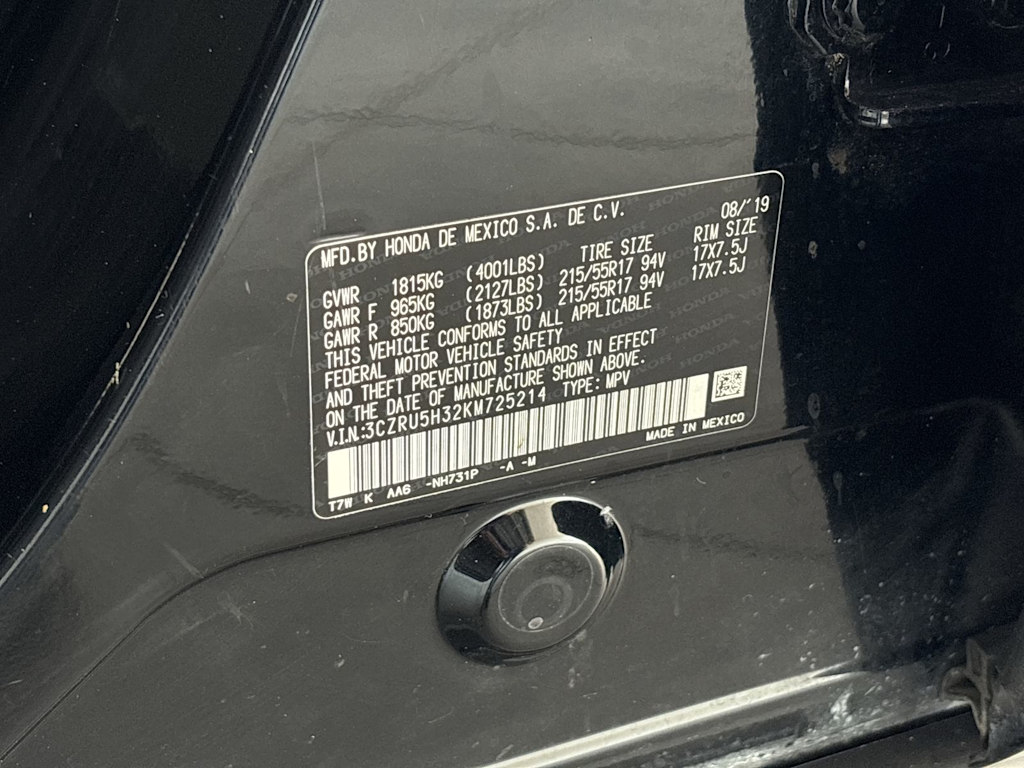 MFD.BY HONDA DE MEXICO S.A. DE C.V. 08/'19
TIRE SIZE RIM SIZE
GVWR 1815KG (4001LBS)
GAWR F 965KG (2127LBS) 215/55R17 94V 17X7.5J
GAWR R 850KG (1873LBS) 215/55R17 94V 17X7.5J
THIS VEHICLE CONFORMS TO ALL APPLICABLE
FEDERAL MOTOR VEHICLE SAFETY
AND THEFT PREVENTION STANDARDS IN EFFECT
ON THE DATE OF MANUFACTURE SHOWN ABOVE.
V.I.N.:3CZRU5H32KM725214 TYPE: MPV
MADE IN MEXICO
T7W K AA6 -NH731P -A -M